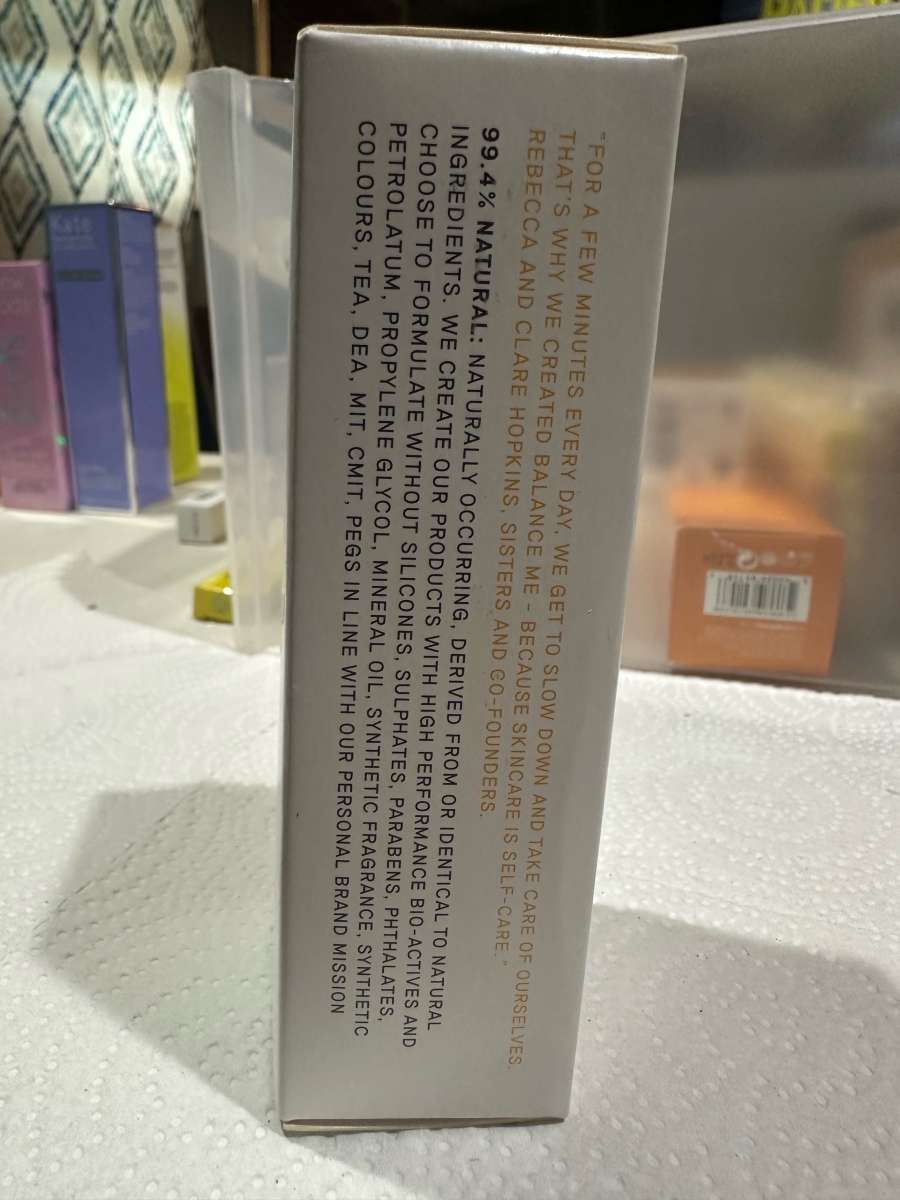 "FOR A FEW MINUTES EVERY DAY, WE GET TO SLOW DOWN AND TAKE CARE OF OURSELVES.
THAT'S WHY WE CREATED BALANCE ME - BECAUSE SKINCARE IS SELF-CARE."
REBECCA AND CLARE HOPKINS, SISTERS AND CO-FOUNDERS.
99.4% NATURAL: NATURALLY OCCURRING, DERIVED FROM OR IDENTICAL TO NATURAL
INGREDIENTS. WE CREATE OUR PRODUCTS WITH HIGH PERFORMANCE BIO-ACTIVES AND
CHOOSE TO FORMULATE WITHOUT SILICONES, SULPHATES, PARABENS, PHTHALATES,
PETROLATUM, PROPYLENE GLYCOL, MINERAL OIL, SYNTHETIC FRAGRANCE, SYNTHETIC
COLOURS, TEA, DEA, MIT, CMIT, PEGS IN LINE WITH OUR PERSONAL BRAND MISSION
Kate